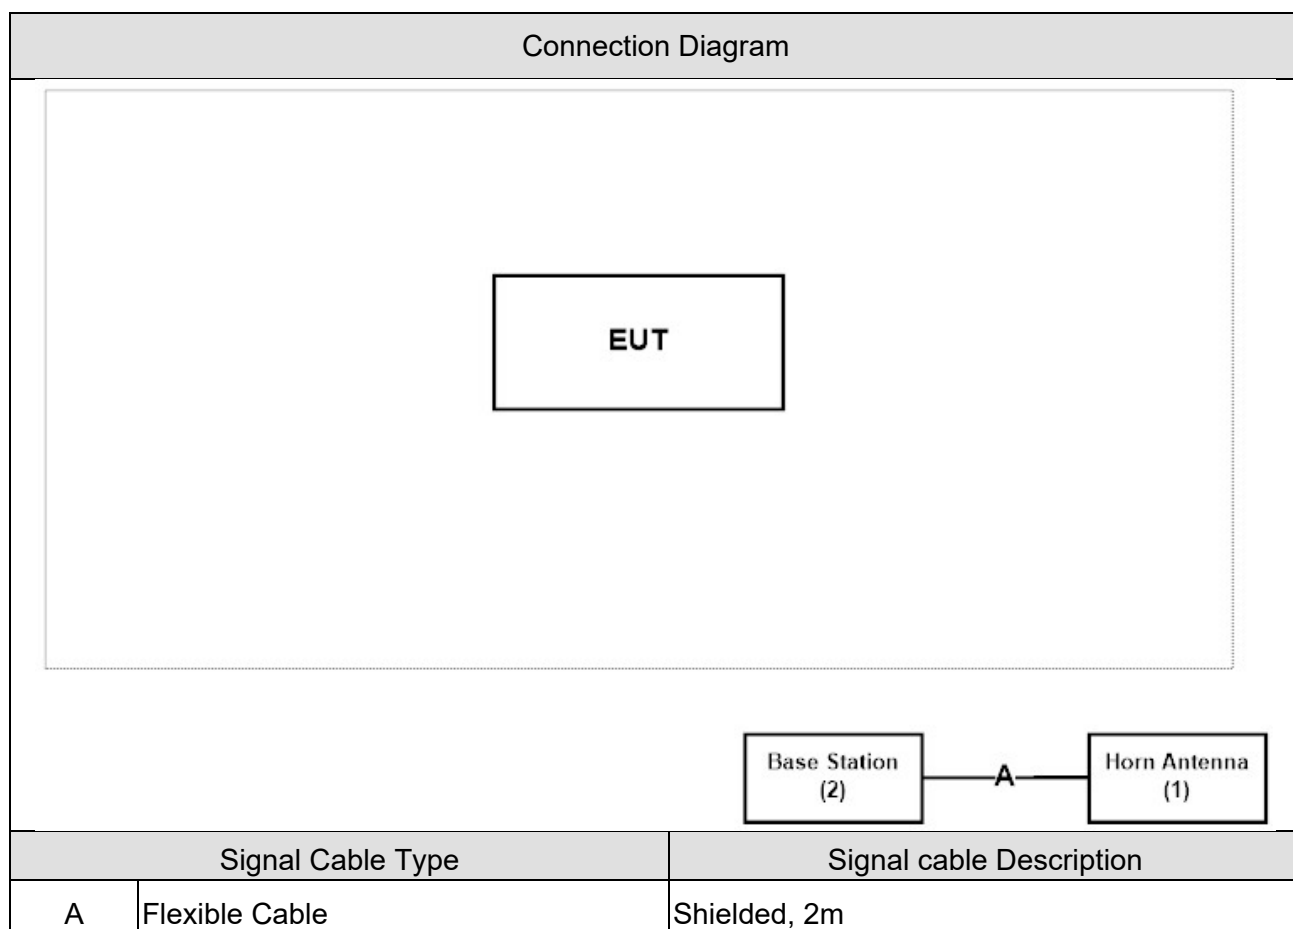 Connection Diagram
EUT
Base Station
(2)
A
Horn Antenna
(1)
Signal Cable Type
Signal cable Description
A
Flexible Cable
Shielded, 2m